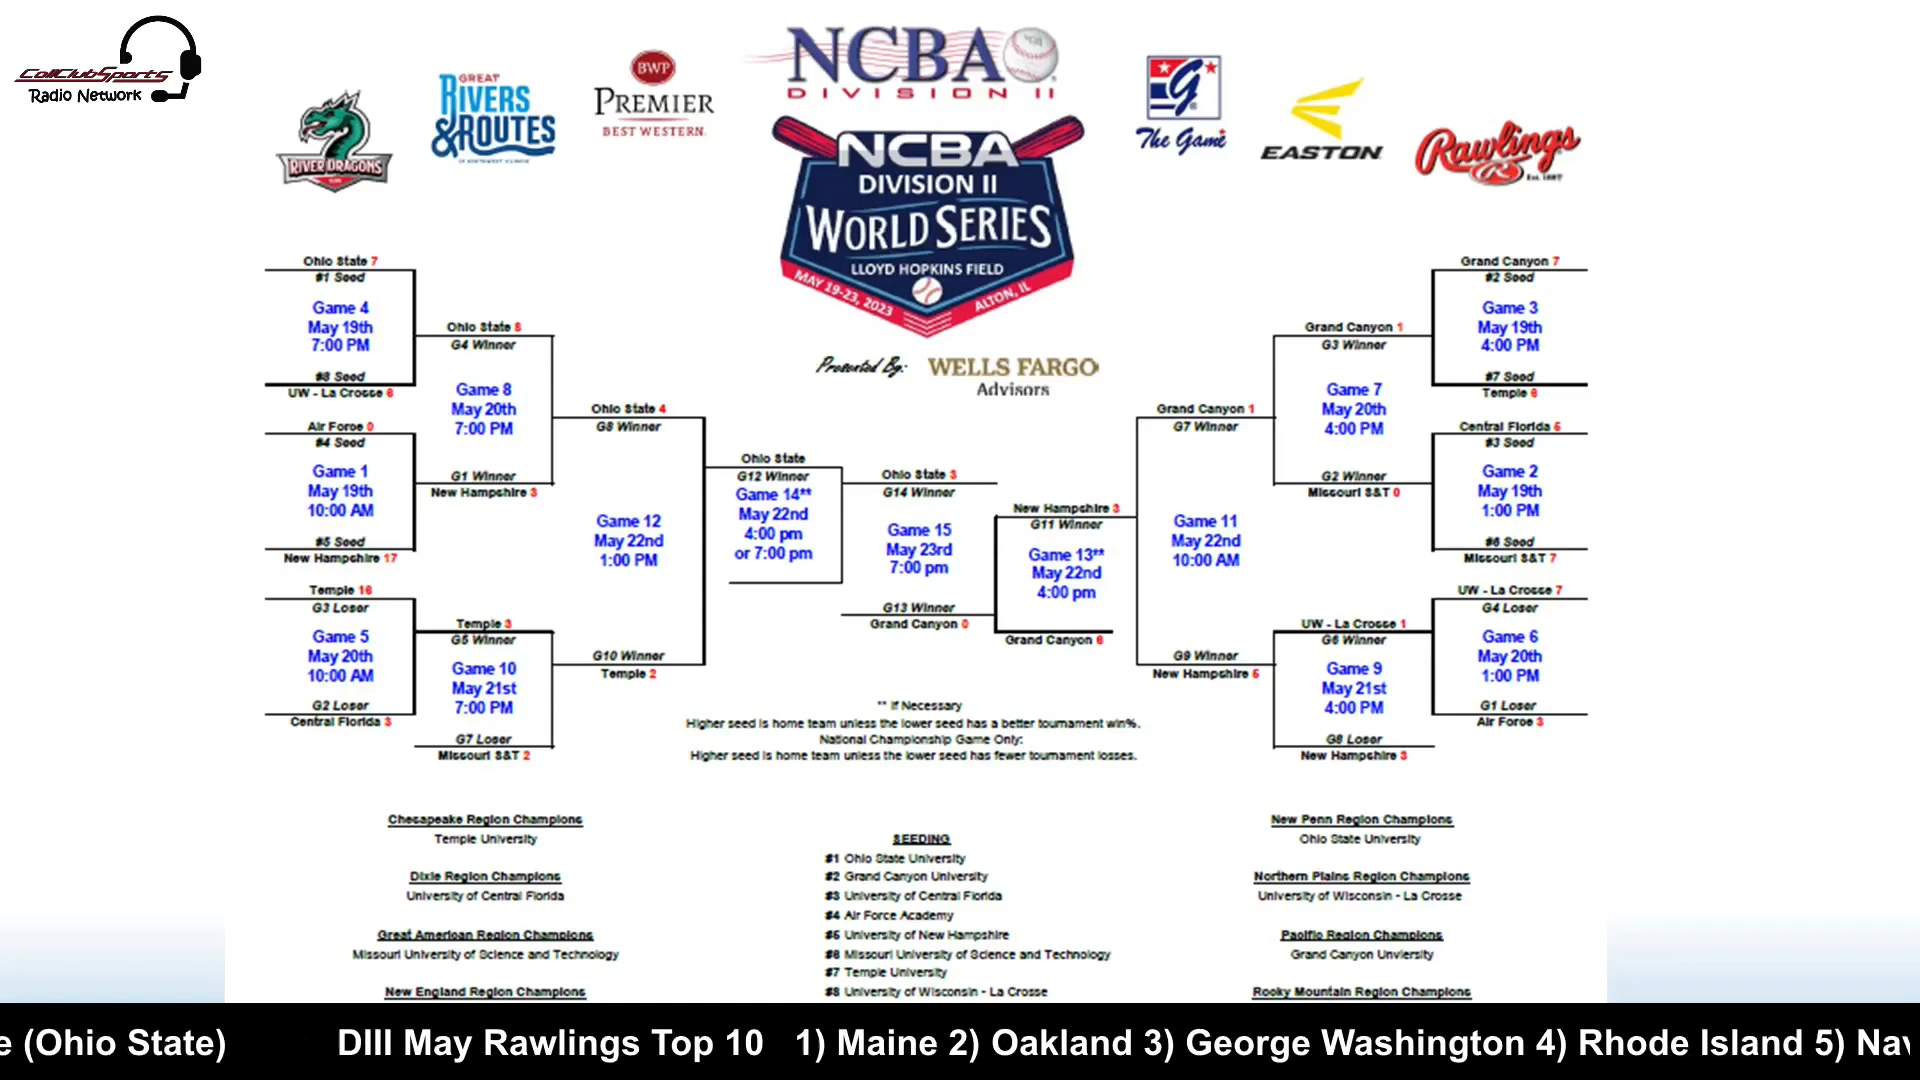 CollClubSports
Radio Network
RIVER DRAGONS
GREAT
RIVERS
&ROUTES
BWP
PREMIER
BEST WESTERN
NCBA
DIVISION II
NCBA
DIVISION II
WORLD SERIES
LLOYD HOPKINS FIELD
MAY 19-23, 2023
ALTON, IL
The Game
EASTON
Rawlings
R
Est. 1887
Presented By:
WELLS FARGO
Advisors
Ohio State 7
#1 Seed
Game 4
May 19th
7:00 PM
#8 Seed
UW - La Crosse 6
Air Force 0
#4 Seed
Game 1
May 19th
10:00 AM
#5 Seed
New Hampshire 17
Temple 16
G3 Loser
Game 5
May 20th
10:00 AM
G2 Loser
Central Florida 3
Ohio State
G4 Winner
Game 8
May 20th
7:00 PM
G1 Winner
New Hampshire 3
Temple 3
G5 Winner
Game 10
May 21st
7:00 PM
G7 Loser
Missouri S&T 2
Ohio State 4
G8 Winner
Game 12
May 22nd
1:00 PM
G10 Winner
Temple 2
Ohio State
G12 Winner
Game 14**
May 22nd
4:00 pm
or 7:00 pm
Ohio State 3
G14 Winner
Game 15
May 23rd
7:00 pm
G13 Winner
Grand Canyon 0
New Hampshire 3
G11 Winner
Game 13**
May 22nd
4:00 pm
Grand Canyon 6
Grand Canyon 1
G7 Winner
Game 11
May 22nd
10:00 AM
G9 Winner
New Hampshire
Grand Canyon 1
G3 Winner
Game 7
May 20th
4:00 PM
G2 Winner
Missouri S&T 0
UW - La Crosse 1
G6 Winner
Game 9
May 21st
4:00 PM
G8 Loser
New Hampshire 3
Grand Canyon 7
#2 Seed
Game 3
May 19th
4:00 PM
#7 Seed
Temple 6
Central Florida
#3 Seed
Game 2
May 19th
1:00 PM
#6 Seed
Missouri S&T 7
UW - La Crosse 7
G4 Loser
Game 6
May 20th
1:00 PM
G1 Loser
Air Force 3
** If Necessary
Higher seed is home team unless the lower seed has a better tournament win%.
National Championship Game Only:
Higher seed is home team unless the lower seed has fewer tournament losses.
Chesapeake Region Champions
Temple University
Dixie Region Champions
University of Central Florida
Great American Region Champions
Missouri University of Science and Technology
New England Region Champions
SEEDING
#1 Ohio State University
#2 Grand Canyon University
#3 University of Central Florida
#4 Air Force Academy
#5 University of New Hampshire
#6 Missouri University of Science and Technology
#7 Temple University
#8 University of Wisconsin - La Crosse
New Penn Region Champions
Ohio State University
Northern Plains Region Champions
University of Wisconsin - La Crosse
Pacific Region Champions
Grand Canyon Unviersity
Rocky Mountain Region Champions
e (Ohio State) DIII May Rawlings Top 10 1) Maine 2) Oakland 3) George Washington 4) Rhode Island 5) Nav